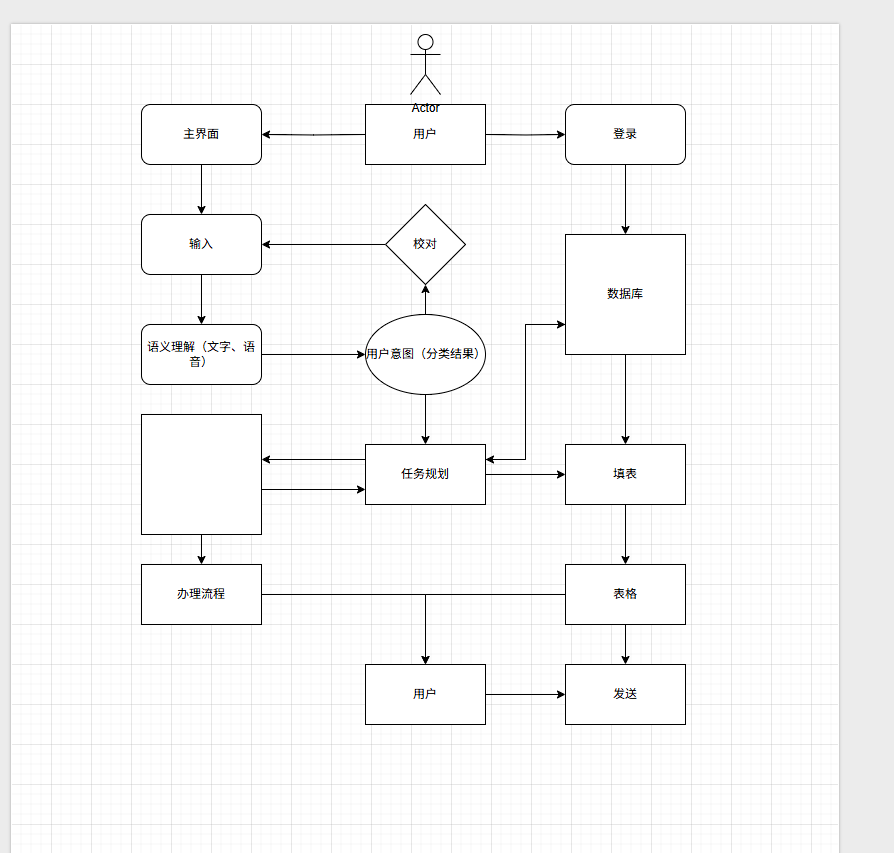 Actor
主界面
用户
登录
输入
校对
数据库
语义理解（文字、语
音）
用户意图（分类结果）
任务规划
填表
办理流程
表格
用户
发送